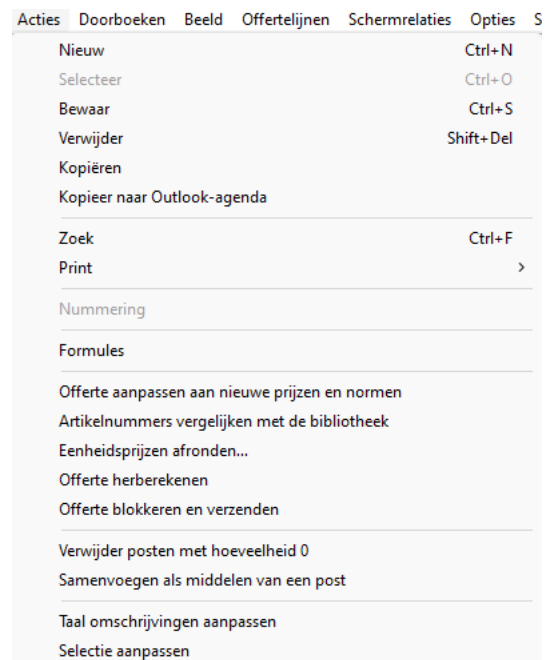 Acties Doorboeken Beeld Offertelijnen Schermrelaties Opties S
Nieuw Ctrl+N
Selecteer Ctrl+O
Bewaar Ctrl+S
Verwijder Shift+Del
Kopiëren
Kopieer naar Outlook-agenda
Zoek Ctrl+F
Print >
Nummering
Formules
Offerte aanpassen aan nieuwe prijzen en normen
Artikelnummers vergelijken met de bibliotheek
Eenheidsprijzen afronden...
Offerte herberekenen
Offerte blokkeren en verzenden
Verwijder posten met hoeveelheid 0
Samenvoegen als middelen van een post
Taal omschrijvingen aanpassen
Selectie aanpassen